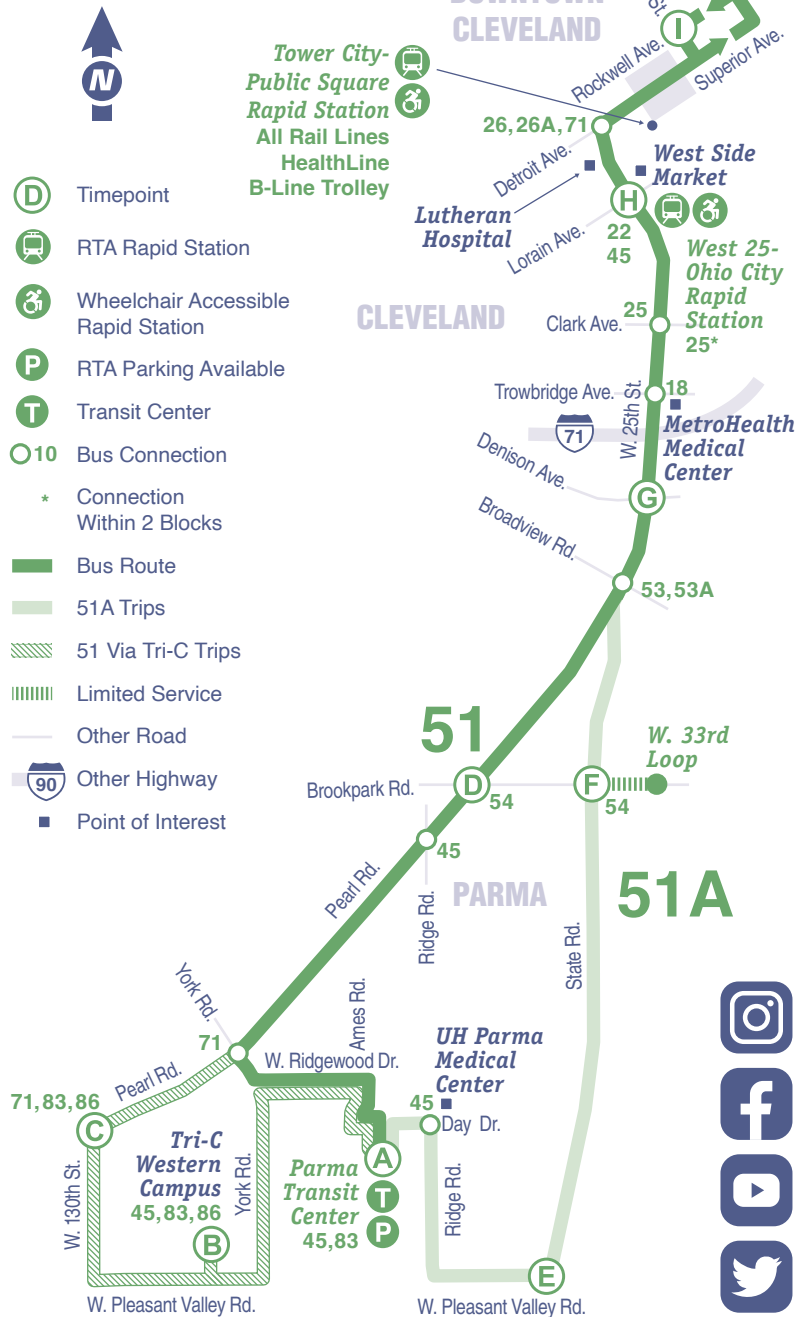 DOWNTOWN
CLEVELAND
St.
I
Rockwell Ave.
Superior Ave.
N
Tower City-
Public Square
Rapid Station
All Rail Lines
HealthLine
B-Line Trolley
26, 26A, 71
Detroit Ave.
West Side
Market
Lutheran
Hospital
H
Lorain Ave.
22
45
West 25-
Ohio City
Rapid
Station
25*
CLEVELAND
Clark Ave.
25
Trowbridge Ave.
18
W. 25th St.
71
MetroHealth
Medical
Center
Denison Ave.
G
Broadview Rd.
53, 53A
D Timepoint
RTA Rapid Station
Wheelchair Accessible
Rapid Station
P RTA Parking Available
T Transit Center
10 Bus Connection
* Connection
Within 2 Blocks
Bus Route
51A Trips
51 Via Tri-C Trips
Limited Service
Other Road
90 Other Highway
Point of Interest
51
W. 33rd
Loop
Brookpark Rd.
D
54
F
54
45
Pearl Rd.
Ridge Rd.
PARMA
51A
State Rd.
York Rd.
Ames Rd.
71
W. Ridgewood Dr.
UH Parma
Medical
Center
Pearl Rd.
71,83,86
C
45
Day Dr.
Tri-C
Western
Campus
45,83,86
B
W. 130th St.
York Rd.
A
Parma
Transit
Center
45,83
T
P
Ridge Rd.
E
W. Pleasant Valley Rd.
W. Pleasant Valley Rd.